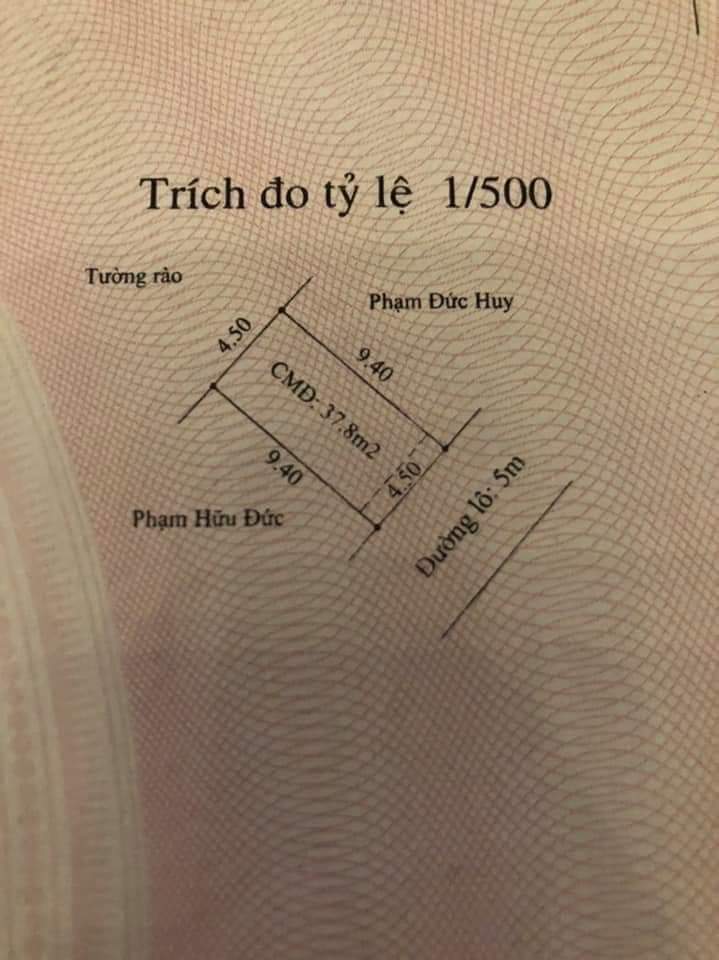 Trích đo tỷ lệ 1/500
Tường rào
Phạm Đức Huy
4.50
9.40
CMĐ: 37.8m2
9.40
4.50
Đường lô: 5m
Phạm Hữu Đức